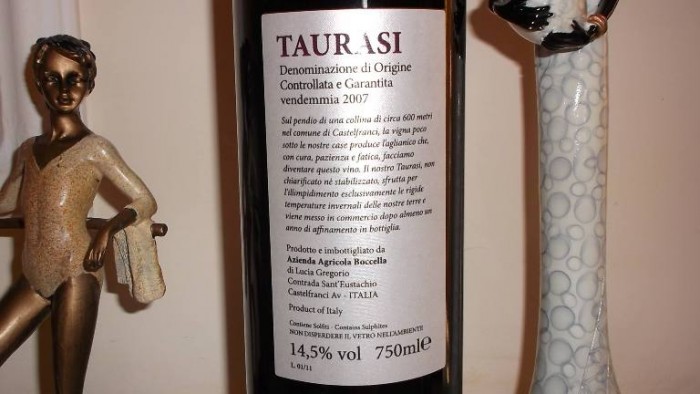 TAURASI
Denominazione di Origine
Controllata e Garantita
vendemmia 2007
Sul pendio di una collina di circa 600 metri
nel comune di Castelfranci, la vigna poco
sotto le nostre case produce l'aglianico che,
con cura, pazienza e fatica, facciamo
diventare questo vino. Il nostro Taurasi, non
chiarificato né stabilizzato, sfrutta per
l'illimpidimento esclusivamente le rigide
temperature invernali delle nostre terre e
viene messo in commercio dopo almeno un
anno di affinamento in bottiglia.
Prodotto e imbottigliato da
Azienda Agricola Boccella
di Lucia Gregorio
Contrada Sant'Eustachio
Castelfranci Av - ITALIA
Product of Italy
Contiene Solfiti - Contains Sulphites
NON DISPERDERE IL VETRO NELL'AMBIENTE
14,5% vol 750ml e
L. 01/11